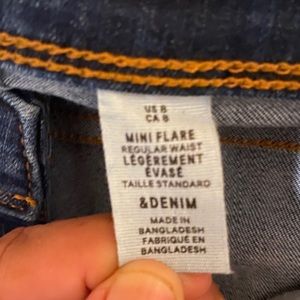 US 8
CA 8
MINI FLARE
REGULAR WAIST
LÉGÈREMENT
ÉVASÉ
TAILLE STANDARD
&DENIM
MADE IN
BANGLADESH
FABRIQUÉ EN
BANGLADESH